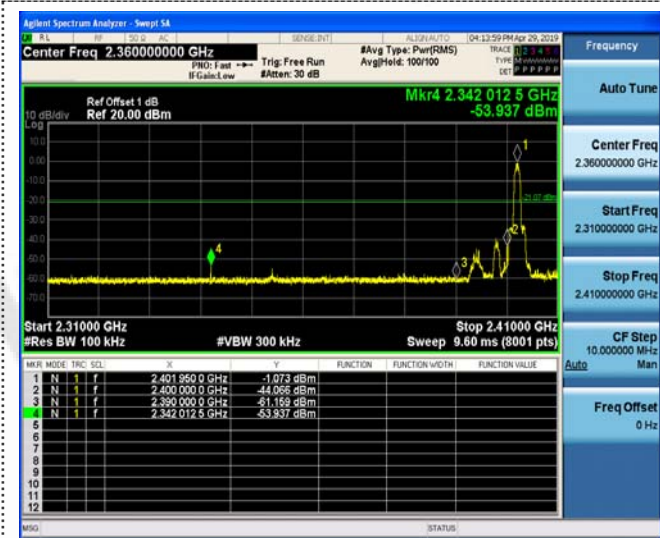 Agilent Spectrum Analyzer - Swept SA
RL RF 50 Ω AC SENSE:INT ALIGN AUTO 04:13:59 PM Apr 29, 2019
Center Freq 2.360000000 GHz #Avg Type: Pwr(RMS) TRACE 1 2 3 4 5 6
PNO: Fast Trig: Free Run Avg|Hold: 100/100 TYPE M
IFGain:Low #Atten: 30 dB DET P P P P P P
Ref Offset 1 dB Mkr4 2.342 012 5 GHz
10 dB/div Ref 20.00 dBm -53.937 dBm
Log
10.0
0.00
-10.0
-20.0
-30.0
-40.0
-50.0
-60.0
-70.0
1
-21.07 dBm
2
4
3
Start 2.31000 GHz Stop 2.41000 GHz
#Res BW 100 kHz #VBW 300 kHz Sweep 9.60 ms (8001 pts)
MKR MODE TRC SCL X Y FUNCTION FUNCTION WIDTH FUNCTION VALUE
1 N 1 f 2.401 950 0 GHz -1.073 dBm
2 N 1 f 2.400 000 0 GHz -44.066 dBm
3 N 1 f 2.390 000 0 GHz -61.159 dBm
4 N 1 f 2.342 012 5 GHz -53.937 dBm
5
6
7
8
9
10
11
12
MSG STATUS
Frequency
Auto Tune
Center Freq
2.360000000 GHz
Start Freq
2.310000000 GHz
Stop Freq
2.410000000 GHz
CF Step
10.000000 MHz
Auto Man
Freq Offset
0 Hz